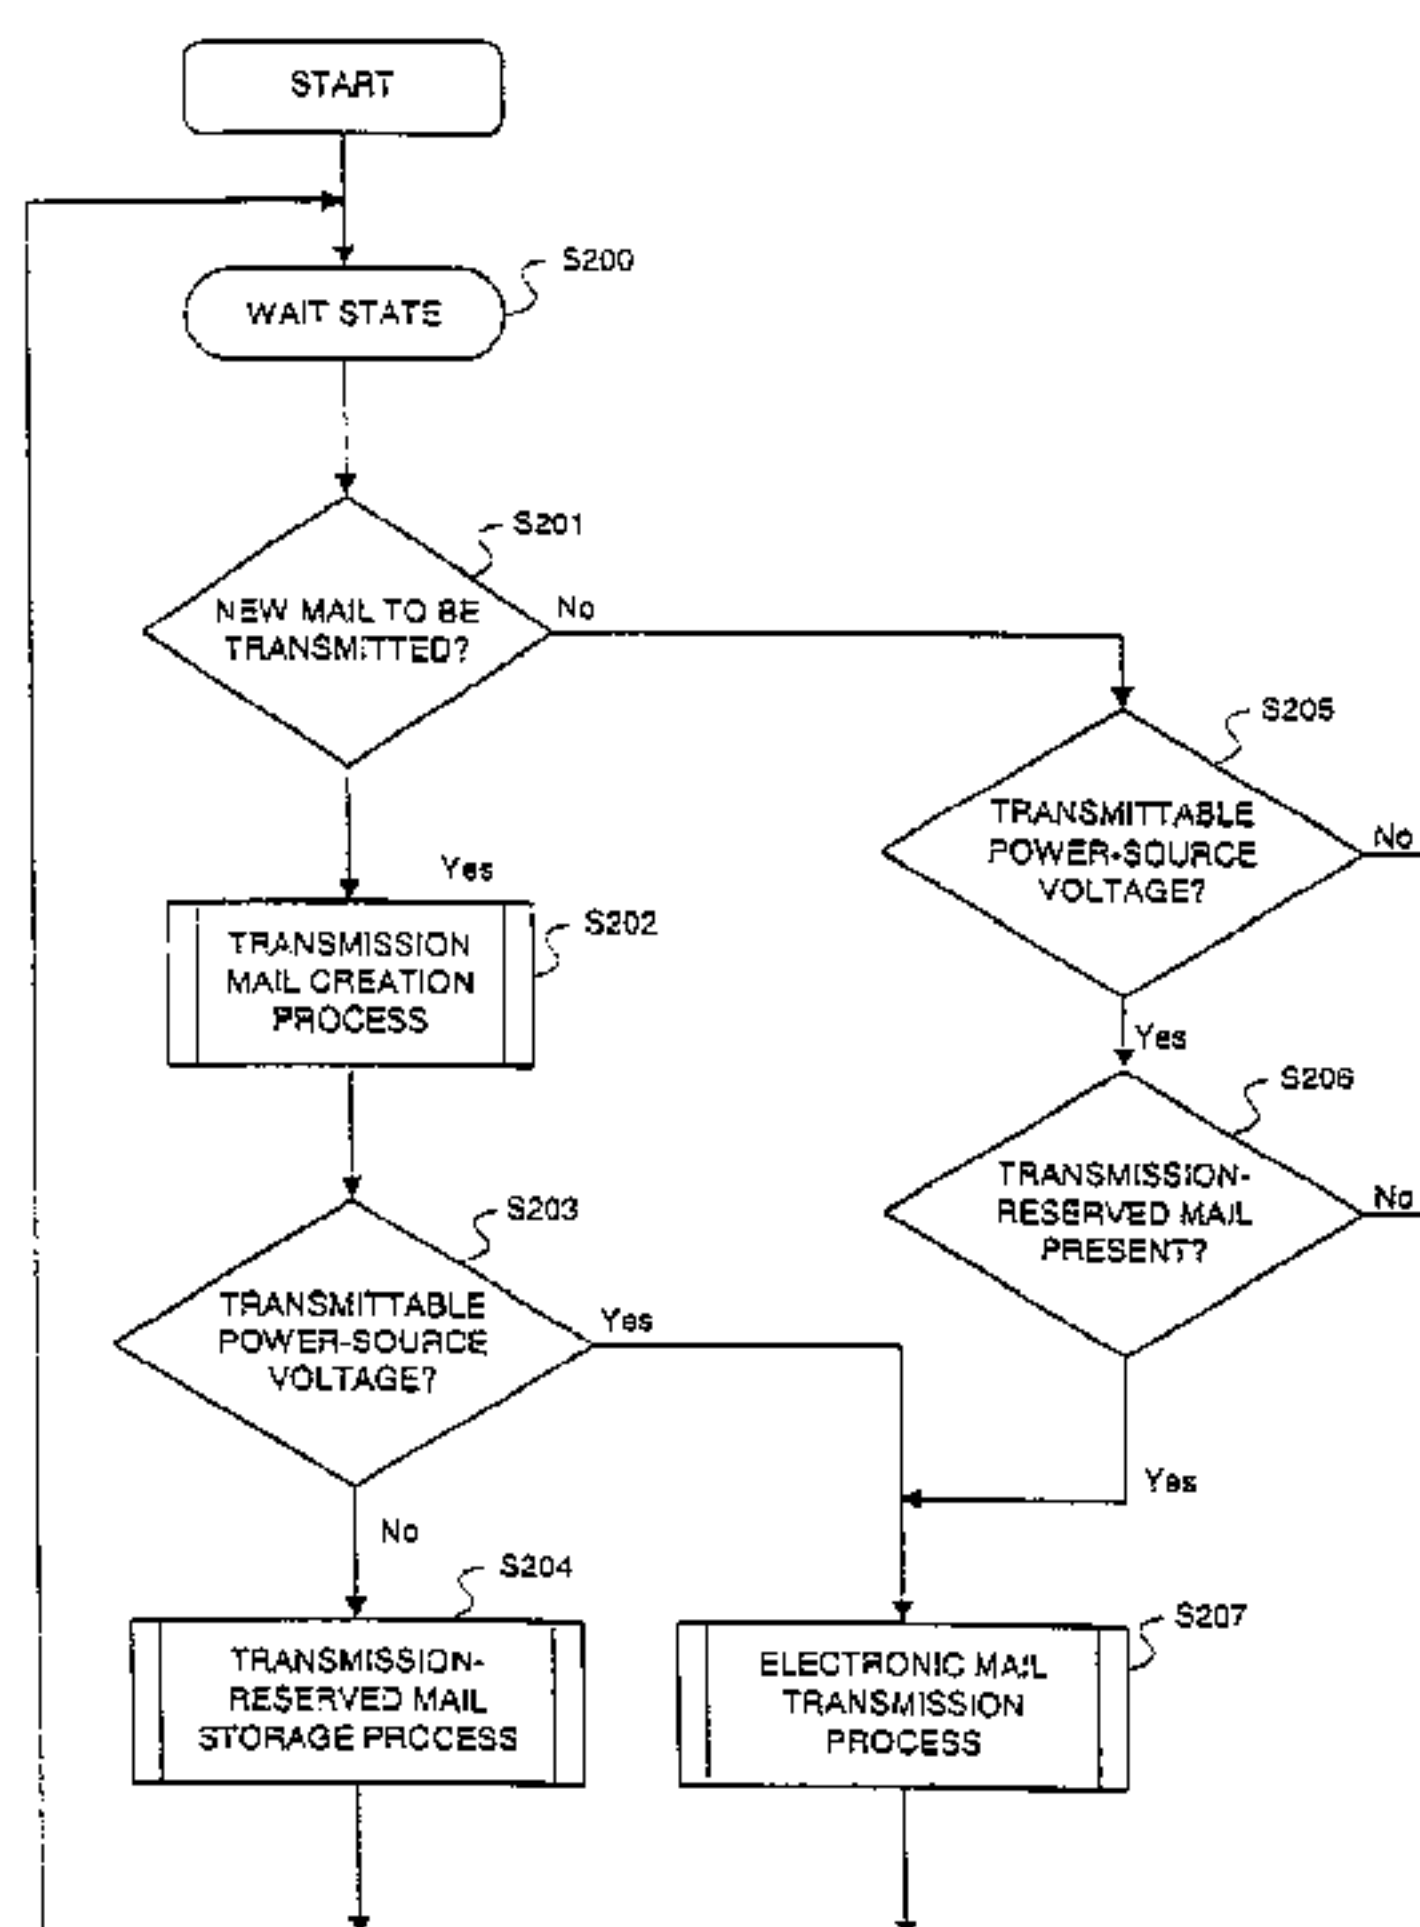 START
WAIT STATE
S200
S201
NEW MAIL TO BE
TRANSMITTED?
No
Yes
S205
TRANSMITTABLE
POWER-SOURCE
VOLTAGE?
No
Yes
S202
TRANSMISSION
MAIL CREATION
PROCESS
S206
TRANSMISSION-
RESERVED MAIL
PRESENT?
No
Yes
S203
TRANSMITTABLE
POWER-SOURCE
VOLTAGE?
Yes
No
S204
TRANSMISSION-
RESERVED MAIL
STORAGE PROCESS
S207
ELECTRONIC MAIL
TRANSMISSION
PROCESS